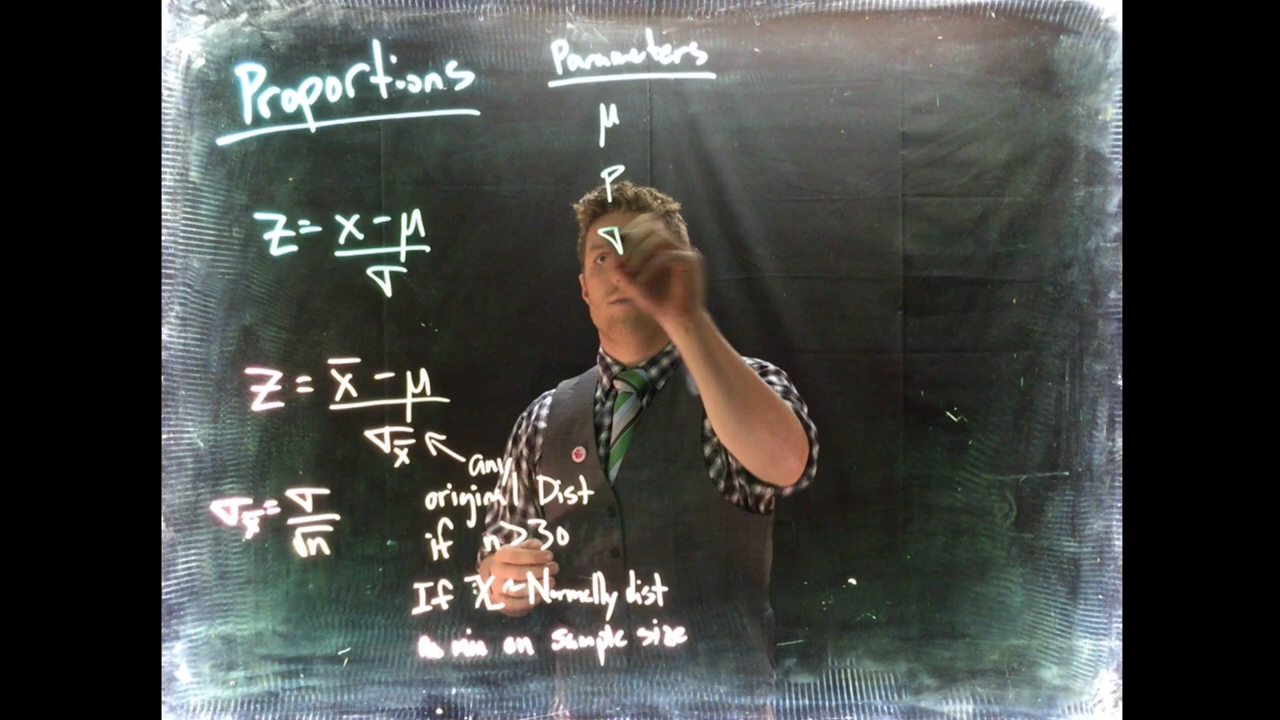 Proportions
Z = x - μ / σ
Z = x̄ - μ / σx̄
σx̄ = σ / √n
any
original Dist
if n > 30
If X ~ Normally dist
no min on sample size
Parameters
μ
p
σ